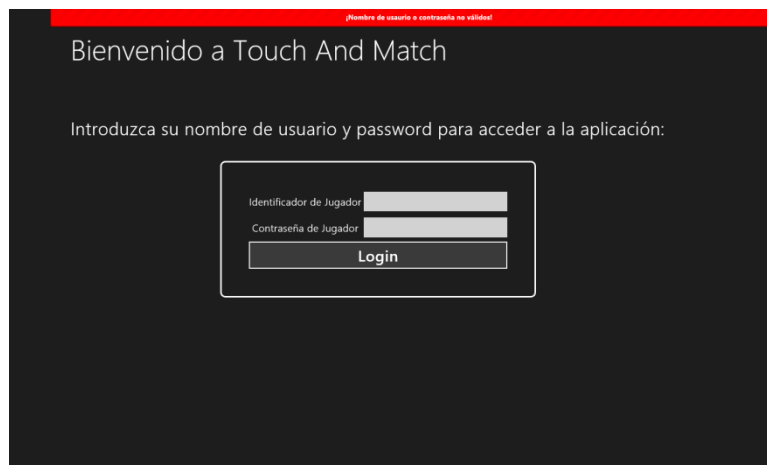 ¡Nombre de usaurio o contraseña no válidos!
Bienvenido a Touch And Match
Introduzca su nombre de usuario y password para acceder a la aplicación:
Identificador de Jugador
Contraseña de Jugador
Login